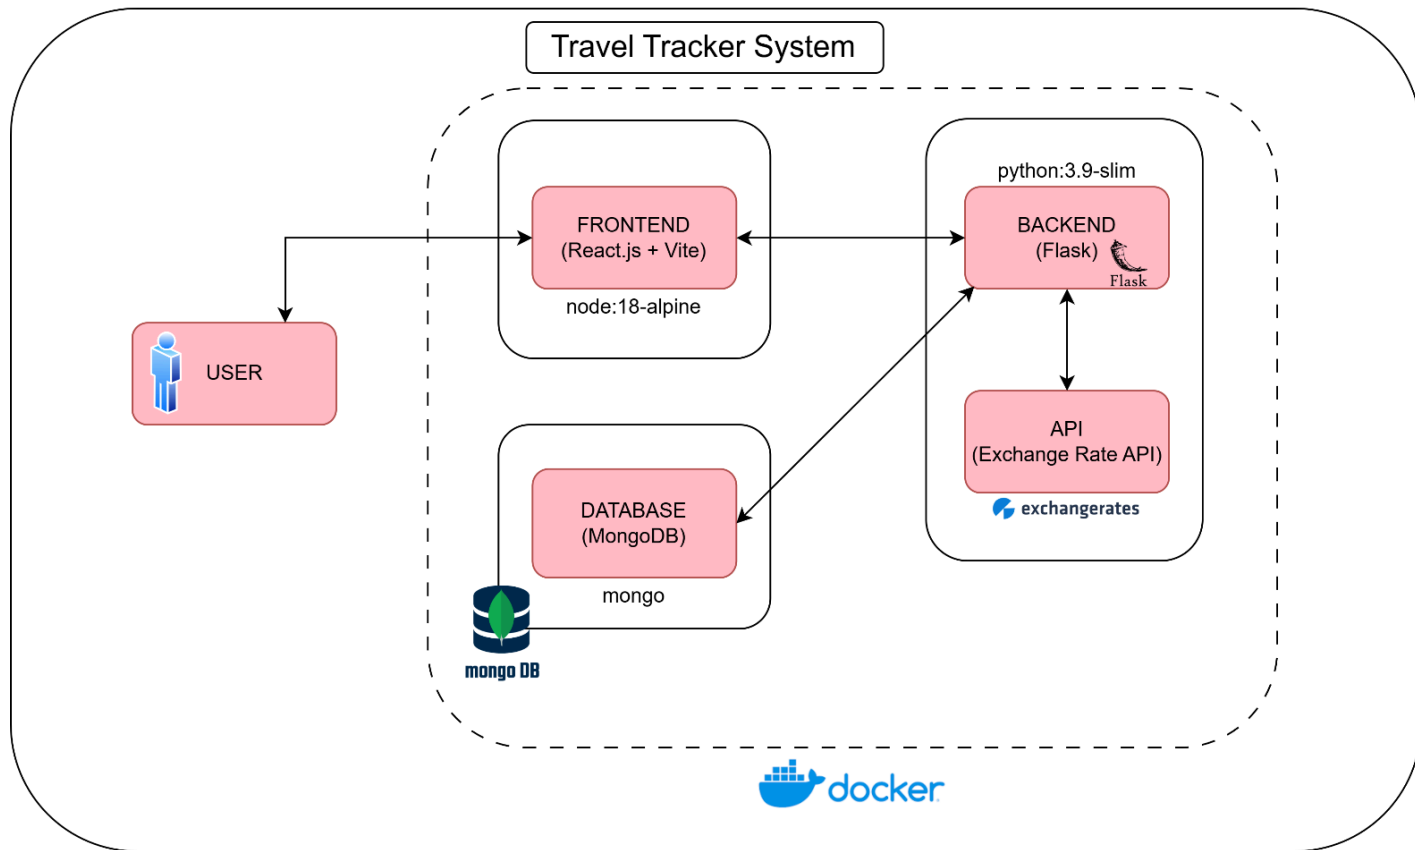 Travel Tracker System
FRONTEND
(React.js + Vite)
node:18-alpine
python:3.9-slim
BACKEND
(Flask)
Flask
USER
API
(Exchange Rate API)
exchangerates
DATABASE
(MongoDB)
mongo
mongo DB
docker